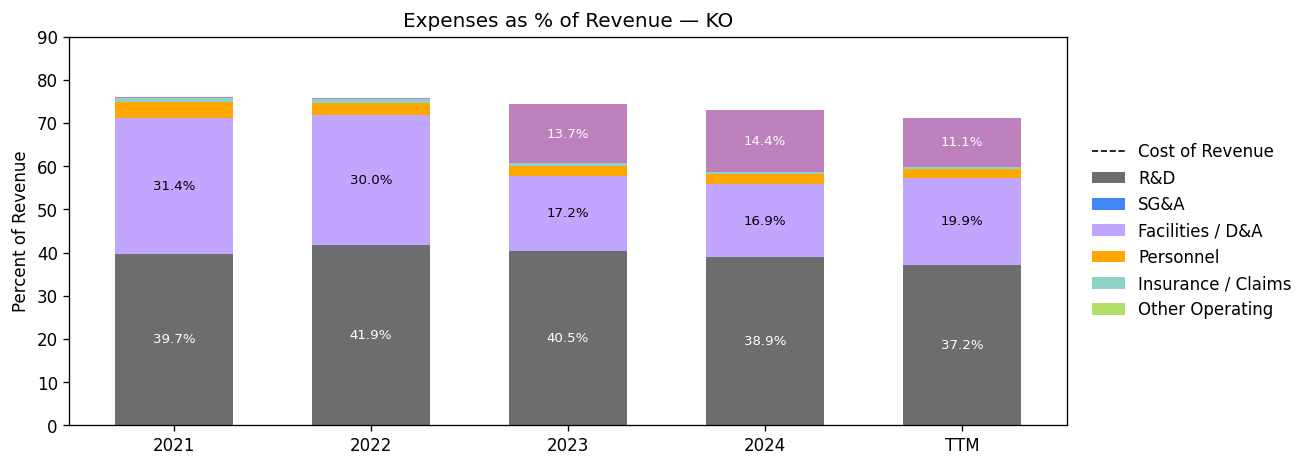 Expenses as % of Revenue — KO
Percent of Revenue
90
80
70
60
50
40
30
20
10
0
31.4%
39.7%
30.0%
41.9%
13.7%
17.2%
40.5%
14.4%
16.9%
38.9%
11.1%
19.9%
37.2%
2021
2022
2023
2024
TTM
Cost of Revenue
R&D
SG&A
Facilities / D&A
Personnel
Insurance / Claims
Other Operating